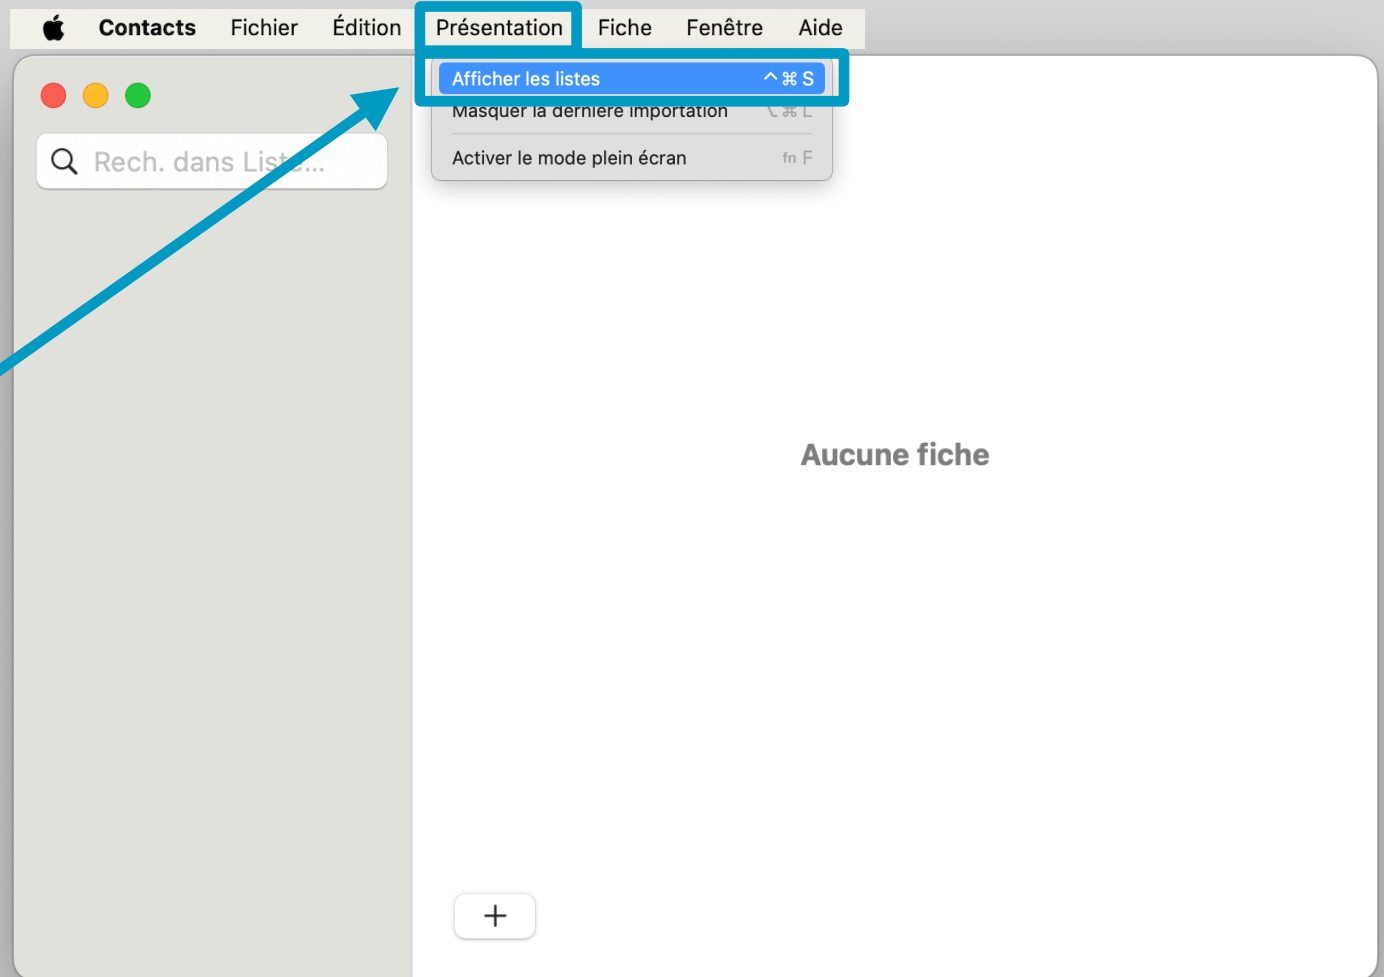 Contacts Fichier Édition Présentation Fiche Fenêtre Aide
Afficher les listes ^⌘S
Masquer la dernière importation ⌥⌘L
Activer le mode plein écran fn F
Rech. dans Liste...
Aucune fiche
+